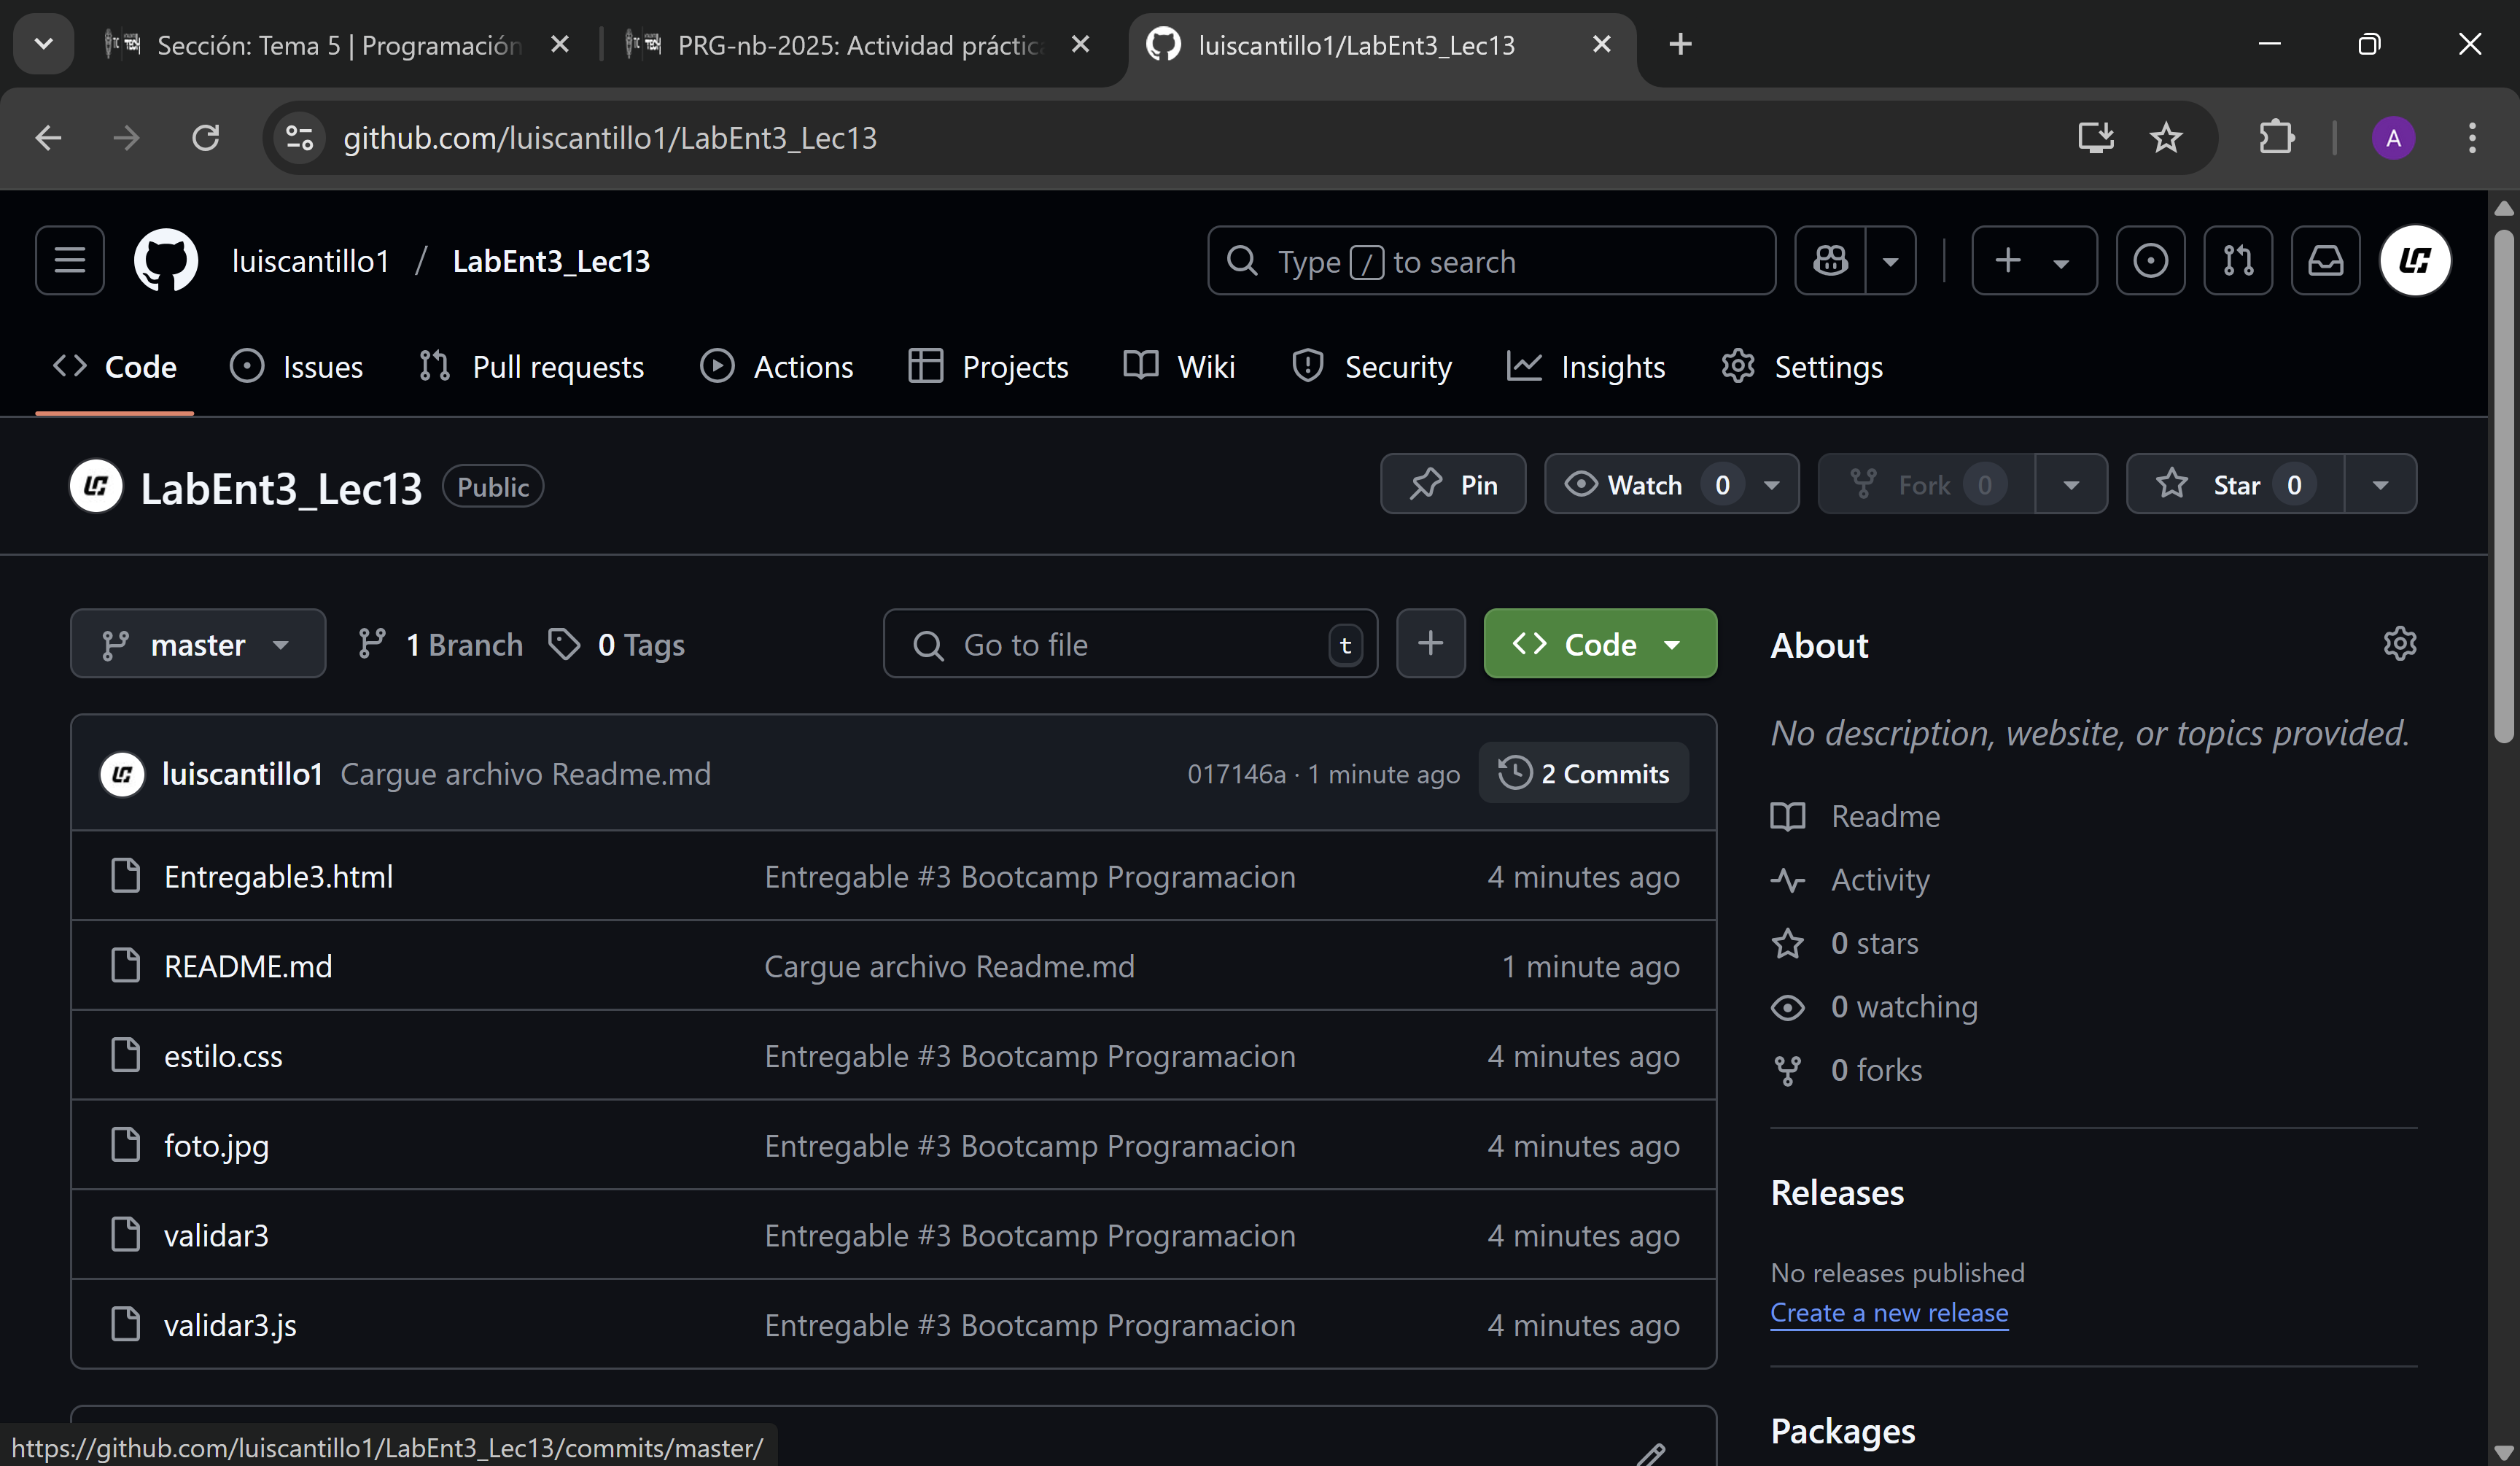 Sección: Tema 5 | Programación
PRG-nb-2025: Actividad práctic
luiscantillo1/LabEnt3_Lec13
github.com/luiscantillo1/LabEnt3_Lec13
A
luiscantillo1 / LabEnt3_Lec13
Type / to search
Code
Issues
Pull requests
Actions
Projects
Wiki
Security
Insights
Settings
LabEnt3_Lec13
Public
Pin
Watch 0
Fork 0
Star 0
master
1 Branch
0 Tags
Go to file
t
Code
luiscantillo1 Cargue archivo Readme.md 017146a · 1 minute ago 2 Commits
Entregable3.html Entregable #3 Bootcamp Programacion 4 minutes ago
README.md Cargue archivo Readme.md 1 minute ago
estilo.css Entregable #3 Bootcamp Programacion 4 minutes ago
foto.jpg Entregable #3 Bootcamp Programacion 4 minutes ago
validar3 Entregable #3 Bootcamp Programacion 4 minutes ago
validar3.js Entregable #3 Bootcamp Programacion 4 minutes ago
About
No description, website, or topics provided.
Readme
Activity
0 stars
0 watching
0 forks
Releases
No releases published
Create a new release
Packages
https://github.com/luiscantillo1/LabEnt3_Lec13/commits/master/